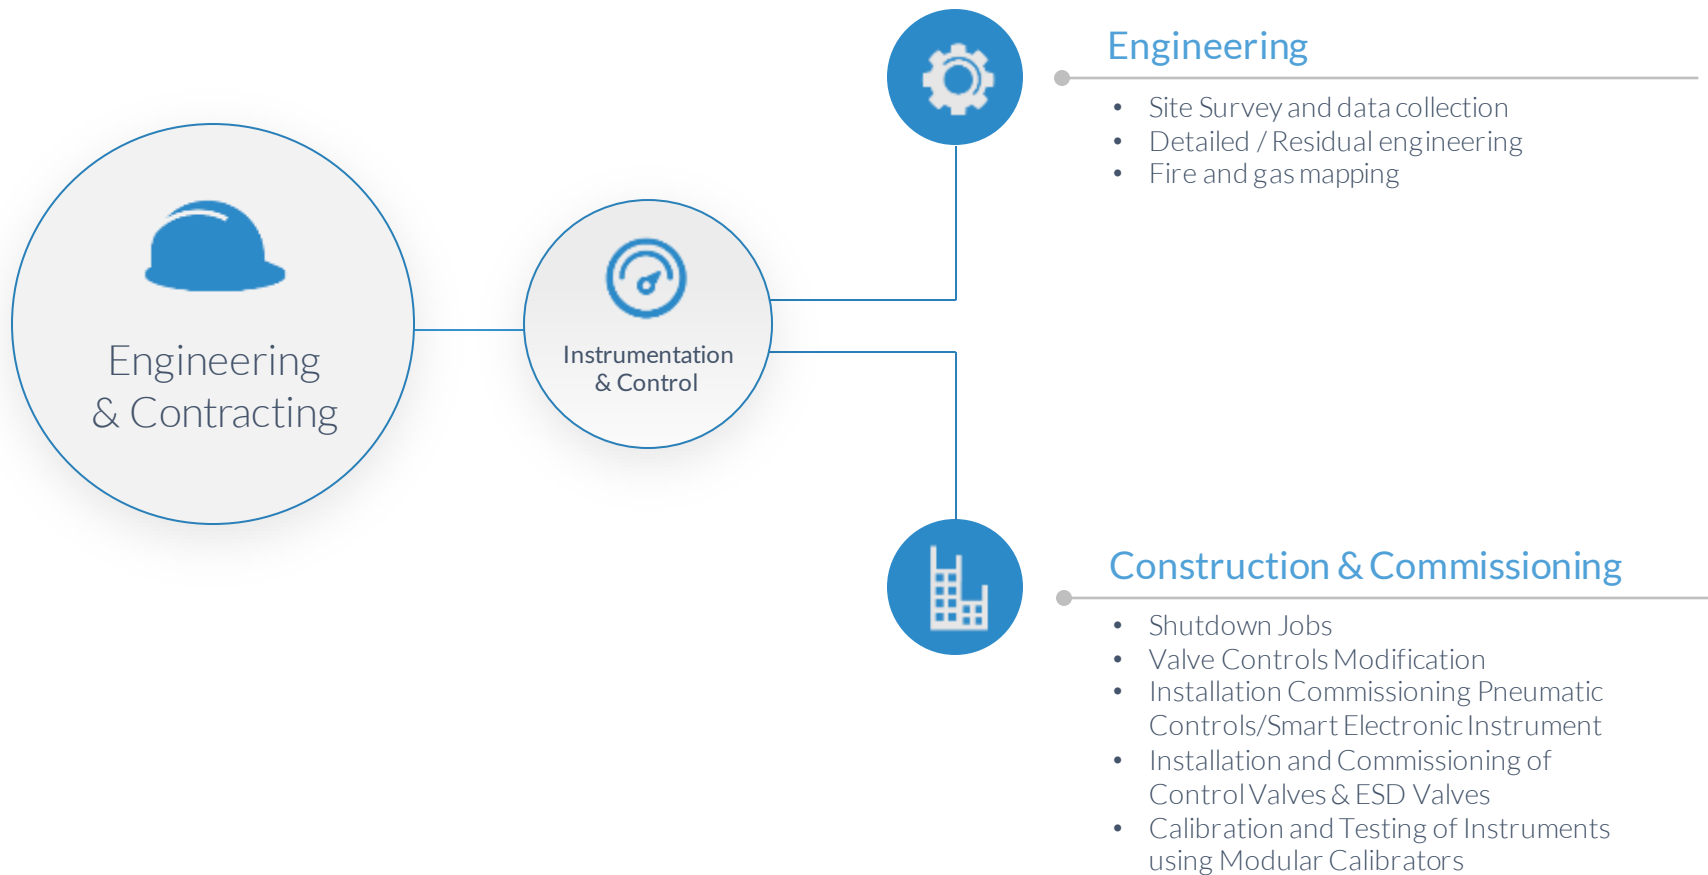 Engineering
& Contracting
Instrumentation
& Control
Engineering
• Site Survey and data collection
• Detailed / Residual engineering
• Fire and gas mapping
Construction & Commissioning
• Shutdown Jobs
• Valve Controls Modification
• Installation Commissioning Pneumatic
Controls/Smart Electronic Instrument
• Installation and Commissioning of
Control Valves & ESD Valves
• Calibration and Testing of Instruments
using Modular Calibrators